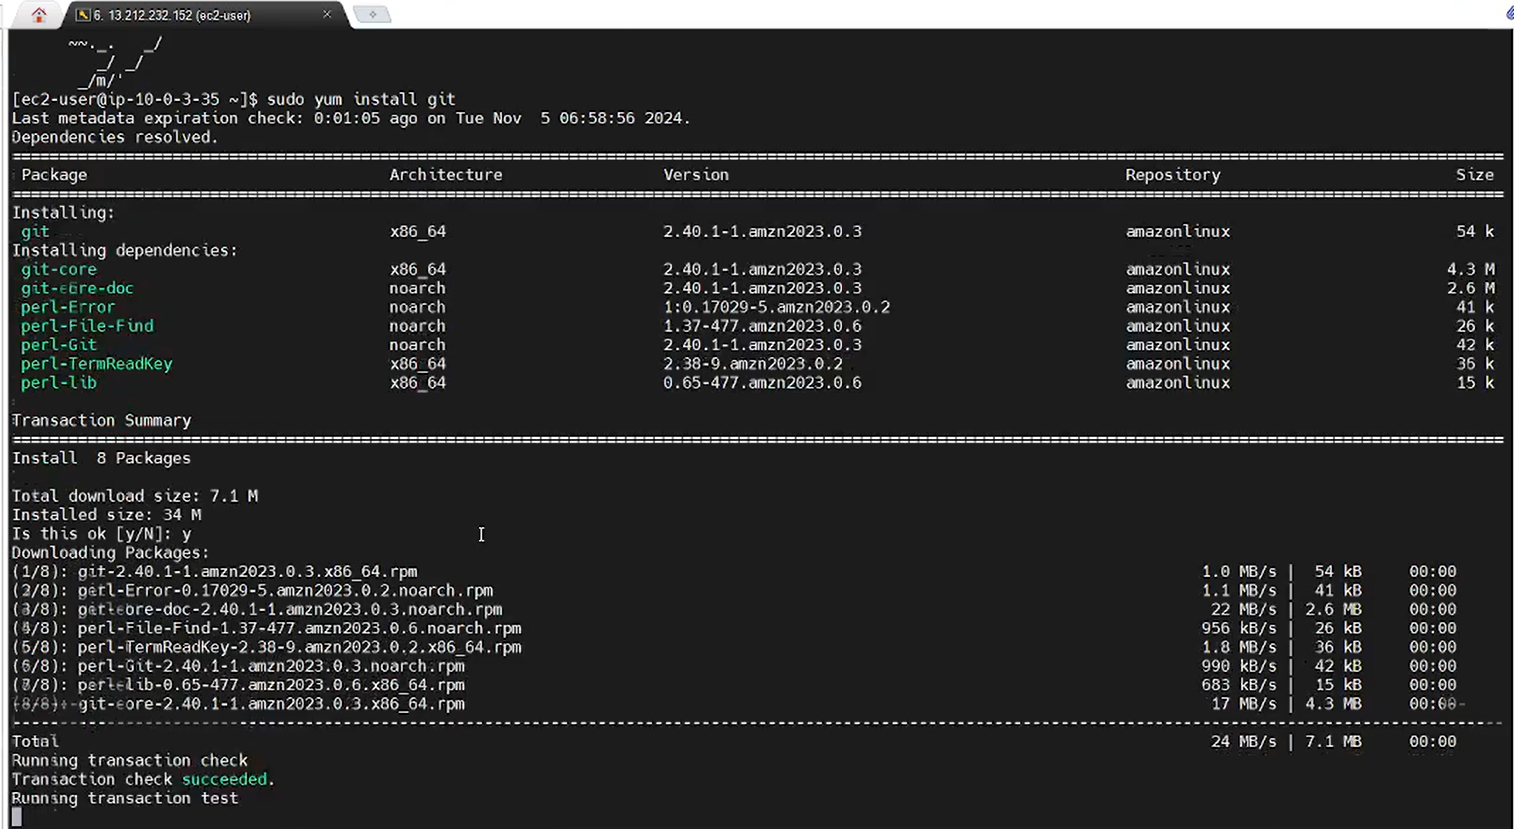 6. 13.212.232.152 (ec2-user)
~~._.   _/
_/ _/
_/m/'
[ec2-user@ip-10-0-3-35 ~]$ sudo yum install git
Last metadata expiration check: 0:01:05 ago on Tue Nov  5 06:58:56 2024.
Dependencies resolved.
Package Architecture Version Repository Size
Installing:
git x86_64 2.40.1-1.amzn2023.0.3 amazonlinux 54 k
Installing dependencies:
git-core x86_64 2.40.1-1.amzn2023.0.3 amazonlinux 4.3 M
git-core-doc noarch 2.40.1-1.amzn2023.0.3 amazonlinux 2.6 M
perl-Error noarch 1:0.17029-5.amzn2023.0.2 amazonlinux 41 k
perl-File-Find noarch 1.37-477.amzn2023.0.6 amazonlinux 26 k
perl-Git noarch 2.40.1-1.amzn2023.0.3 amazonlinux 42 k
perl-TermReadKey x86_64 2.38-9.amzn2023.0.2 amazonlinux 36 k
perl-lib x86_64 0.65-477.amzn2023.0.6 amazonlinux 15 k
Transaction Summary
Install  8 Packages
Total download size: 7.1 M
Installed size: 34 M
Is this ok [y/N]: y
Downloading Packages:
(1/8): git-2.40.1-1.amzn2023.0.3.x86_64.rpm 1.0 MB/s | 54 kB 00:00
(2/8): perl-Error-0.17029-5.amzn2023.0.2.noarch.rpm 1.1 MB/s | 41 kB 00:00
(3/8): git-core-doc-2.40.1-1.amzn2023.0.3.noarch.rpm 22 MB/s | 2.6 MB 00:00
(4/8): perl-File-Find-1.37-477.amzn2023.0.6.noarch.rpm 956 kB/s | 26 kB 00:00
(5/8): perl-TermReadKey-2.38-9.amzn2023.0.2.x86_64.rpm 1.8 MB/s | 36 kB 00:00
(6/8): perl-Git-2.40.1-1.amzn2023.0.3.noarch.rpm 990 kB/s | 42 kB 00:00
(7/8): perl-lib-0.65-477.amzn2023.0.6.x86_64.rpm 683 kB/s | 15 kB 00:00
(8/8): git-core-2.40.1-1.amzn2023.0.3.x86_64.rpm 17 MB/s | 4.3 MB 00:00
Total 24 MB/s | 7.1 MB 00:00
Running transaction check
Transaction check succeeded.
Running transaction test